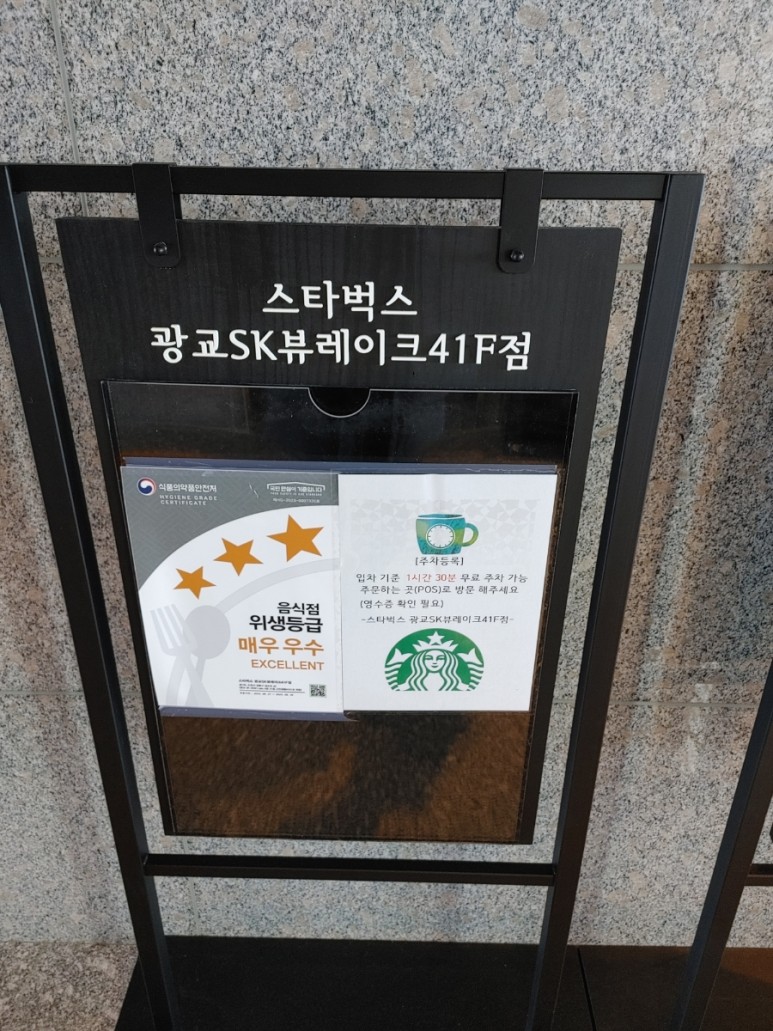 스타벅스
광교SK뷰레이크41F점
식품의약품안전처
HYGIENE GRADE
CERTIFICATE
음식점
위생등급
매우 우수
EXCELLENT
[주차등록]
입차 기준 1시간 30분 무료 주차 가능
주문하는 곳(POS)로 방문 해주세요
(영수증 확인 필요)
-스타벅스 광교SK뷰레이크41F점-